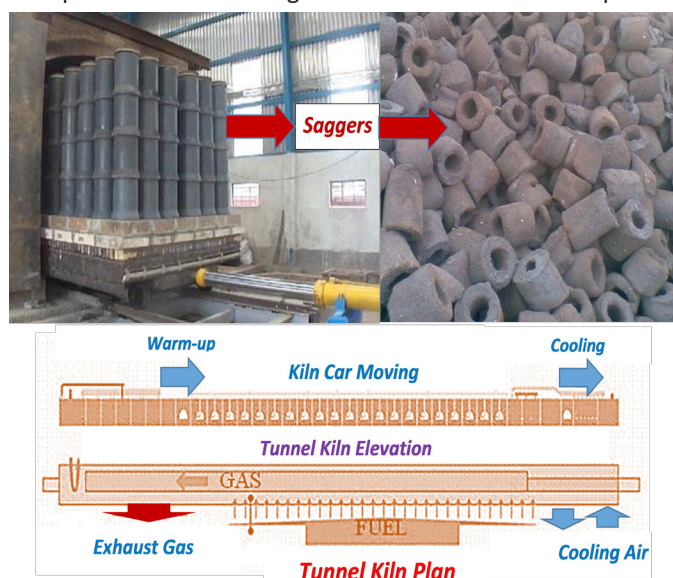 Saggers
Warm-up
Cooling
Kiln Car Moving
Tunnel Kiln Elevation
GAS
FUEL
Exhaust Gas
Cooling Air
Tunnel Kiln Plan